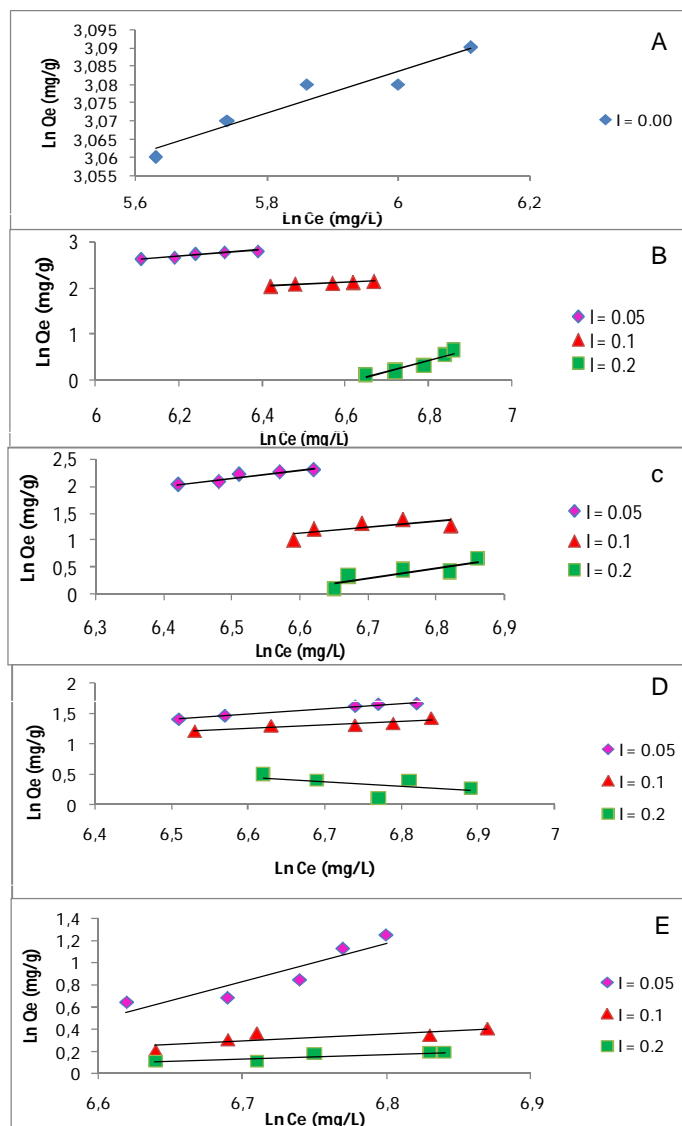 A
3,095
3,09
3,085
3,08
3,075
3,07
3,065
3,06
3,055
Ln Qe (mg/g)
5,6 5,8 6 6,2
Ln Ce (mg/L)
I = 0.00
B
3
2
1
0
Ln Qe (mg/g)
6 6,2 6,4 6,6 6,8 7
Ln Ce (mg/L)
I = 0.05
I = 0.1
I = 0.2
c
2,5
2
1,5
1
0,5
0
Ln Qe (mg/g)
6,3 6,4 6,5 6,6 6,7 6,8 6,9
Ln Ce (mg/L)
I = 0.05
I = 0.1
I = 0.2
D
2
1,5
1
0,5
0
Ln Qe (mg/g)
6,4 6,5 6,6 6,7 6,8 6,9 7
Ln Ce (mg/L)
I = 0.05
I = 0.1
I = 0.2
E
1,4
1,2
1
0,8
0,6
0,4
0,2
0
Ln Qe (mg/g)
6,6 6,7 6,8 6,9
Ln Ce (mg/L)
I = 0.05
I = 0.1
I = 0.2